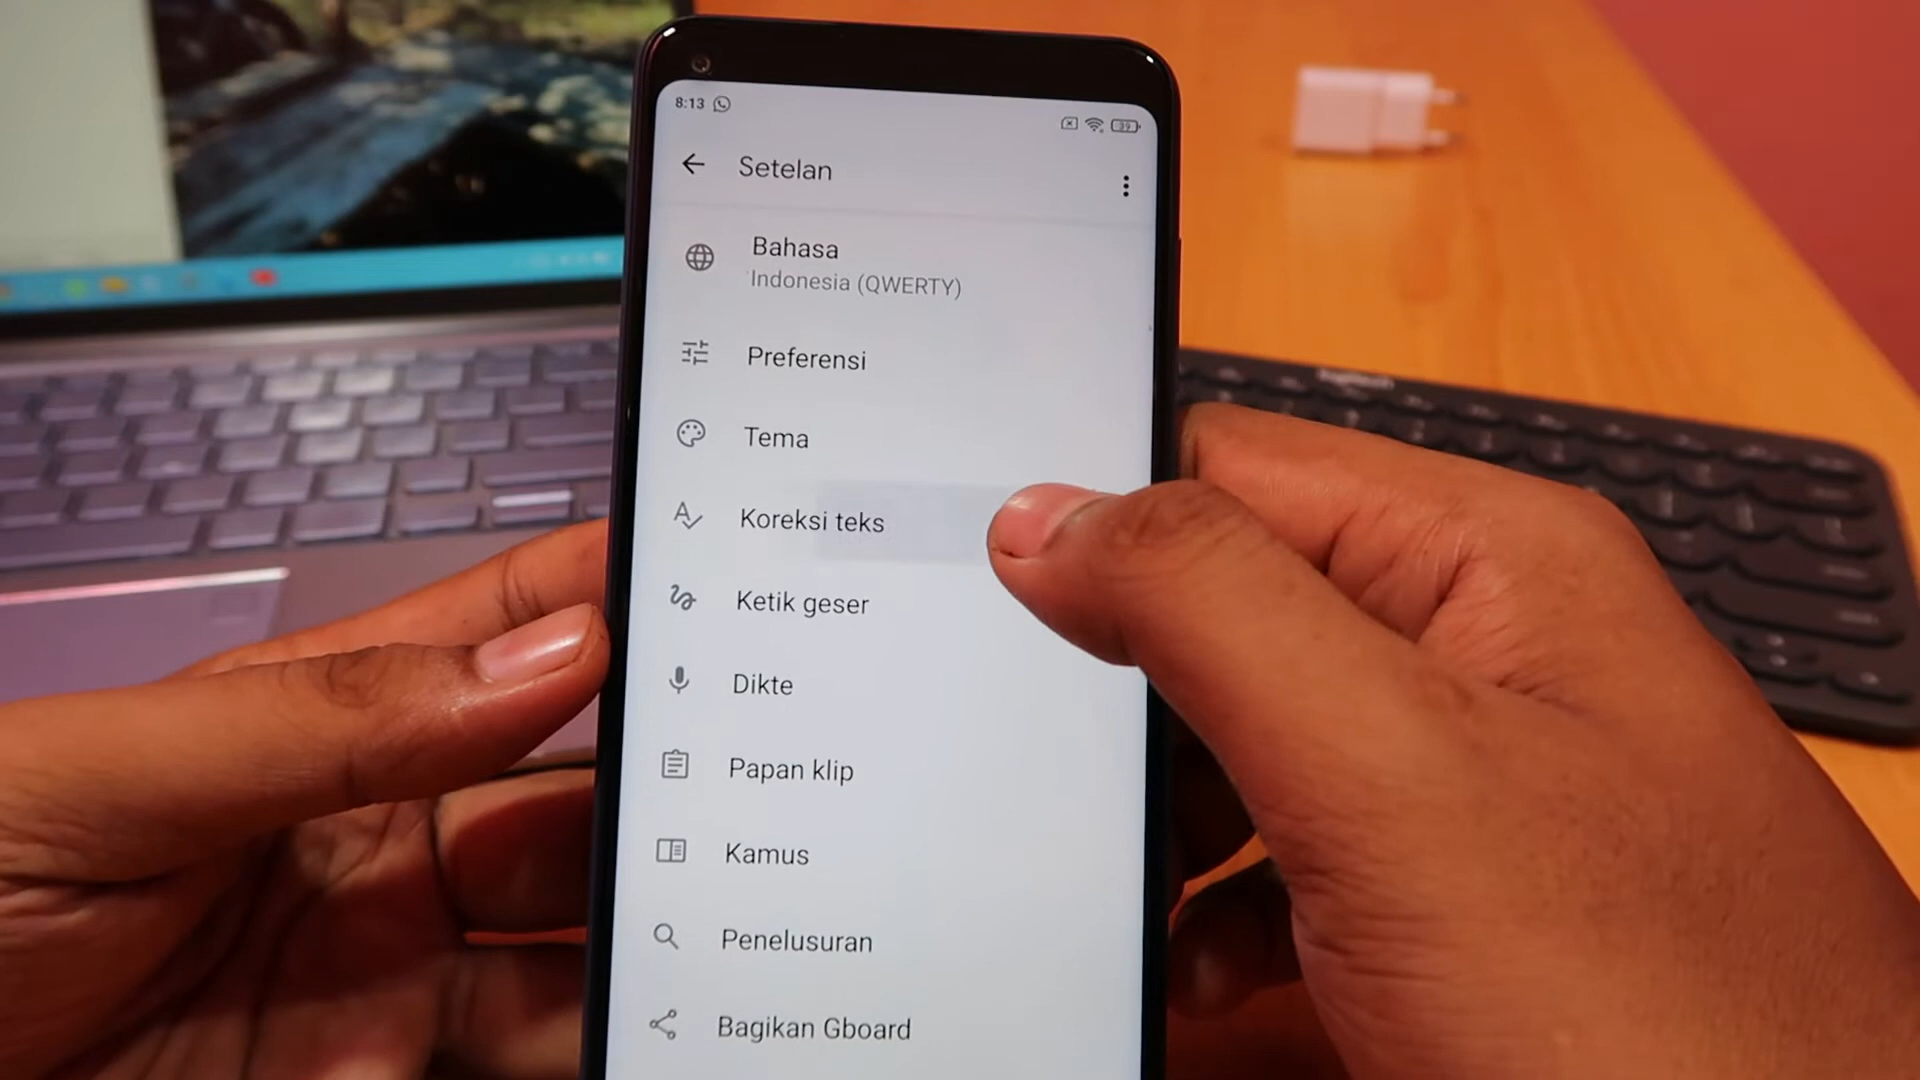 8:13
39
Setelan
Bahasa
Indonesia (QWERTY)
Preferensi
Tema
Koreksi teks
Ketik geser
Dikte
Papan klip
Kamus
Penelusuran
Bagikan Gboard